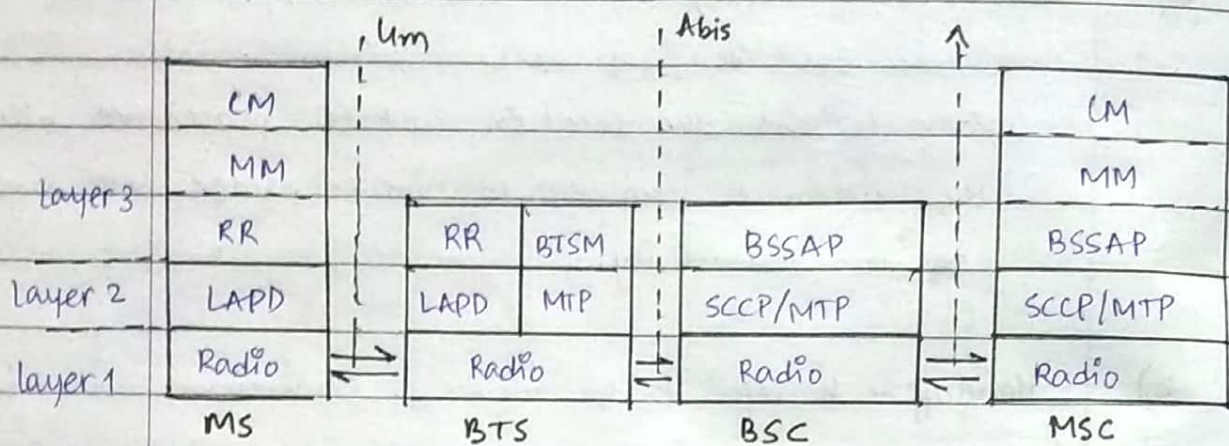 Um Abis
CM CM
MM MM
Layer 3
RR RR BTSM BSSAP BSSAP
Layer 2 LAPD LAPD MTP SCCP/MTP SCCP/MTP
Layer 1 Radio Radio Radio Radio
MS BTS BSC MSC